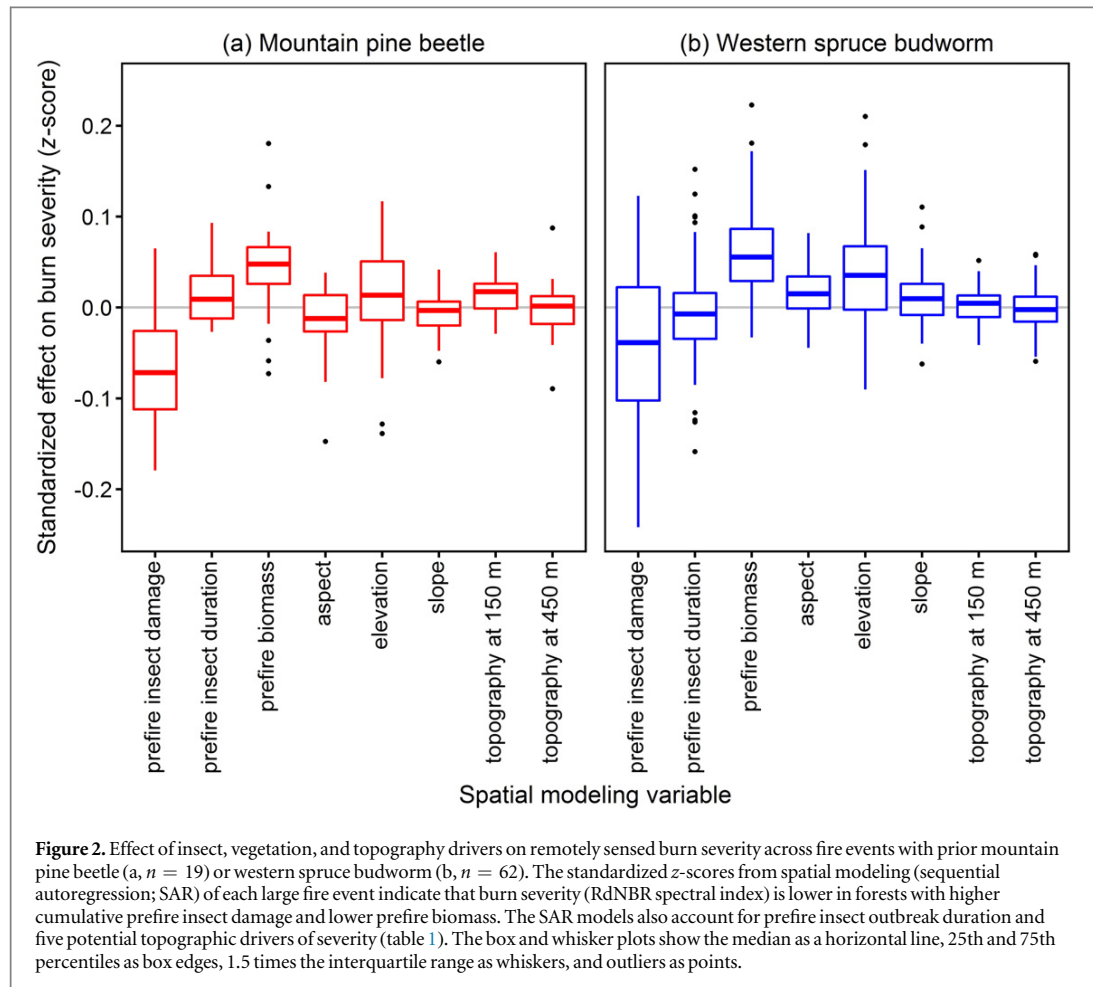 (a) Mountain pine beetle
(b) Western spruce budworm
Standardized effect on burn severity (z-score)
0.2
0.1
0.0
-0.1
-0.2
prefire insect damage
prefire insect duration
prefire biomass
aspect
elevation
slope
topography at 150 m
topography at 450 m
prefire insect damage
prefire insect duration
prefire biomass
aspect
elevation
slope
topography at 150 m
topography at 450 m
Spatial modeling variable
Figure 2. Effect of insect, vegetation, and topography drivers on remotely sensed burn severity across fire events with prior mountain
pine beetle (a, n = 19) or western spruce budworm (b, n = 62). The standardized z-scores from spatial modeling (sequential
autoregression; SAR) of each large fire event indicate that burn severity (RdNBR spectral index) is lower in forests with higher
cumulative prefire insect damage and lower prefire biomass. The SAR models also account for prefire insect outbreak duration and
five potential topographic drivers of severity (table 1). The box and whisker plots show the median as a horizontal line, 25th and 75th
percentiles as box edges, 1.5 times the interquartile range as whiskers, and outliers as points.